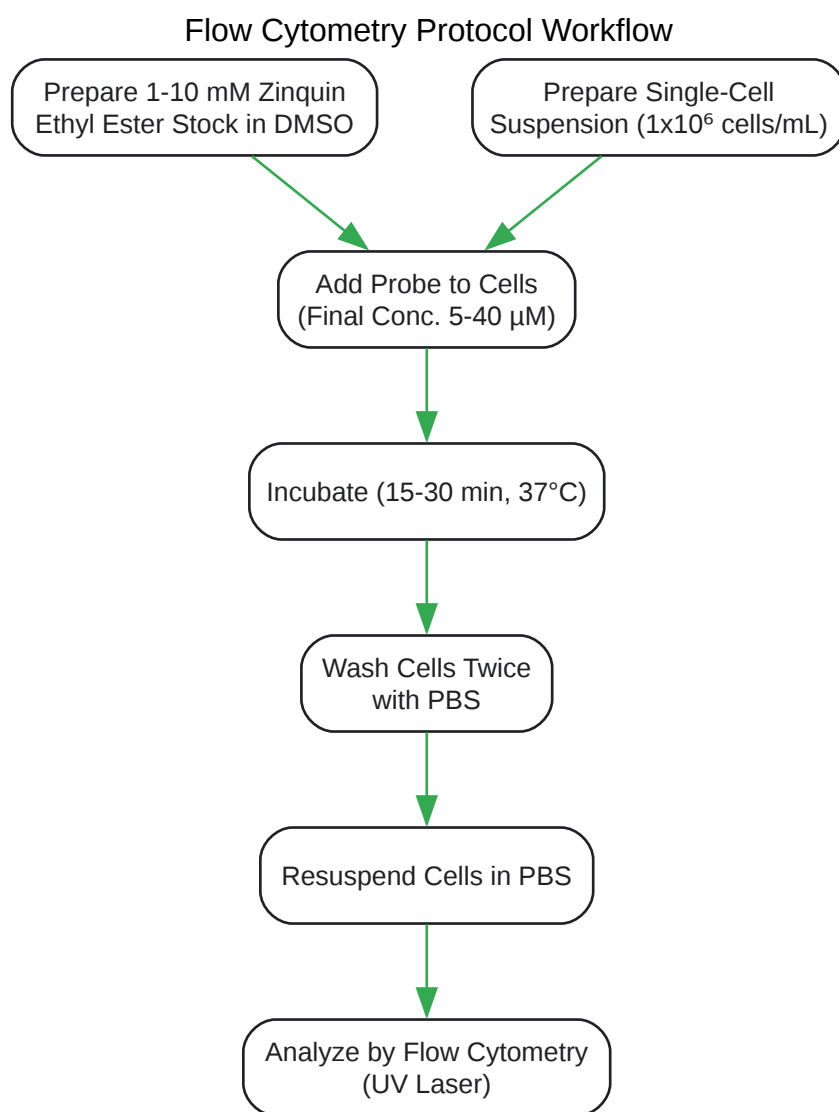 Flow Cytometry Protocol Workflow
Prepare 1-10 mM Zinquin
Ethyl Ester Stock in DMSO
Prepare Single-Cell
Suspension (1x10⁶ cells/mL)
Add Probe to Cells
(Final Conc. 5-40 µM)
Incubate (15-30 min, 37°C)
Wash Cells Twice
with PBS
Resuspend Cells in PBS
Analyze by Flow Cytometry
(UV Laser)